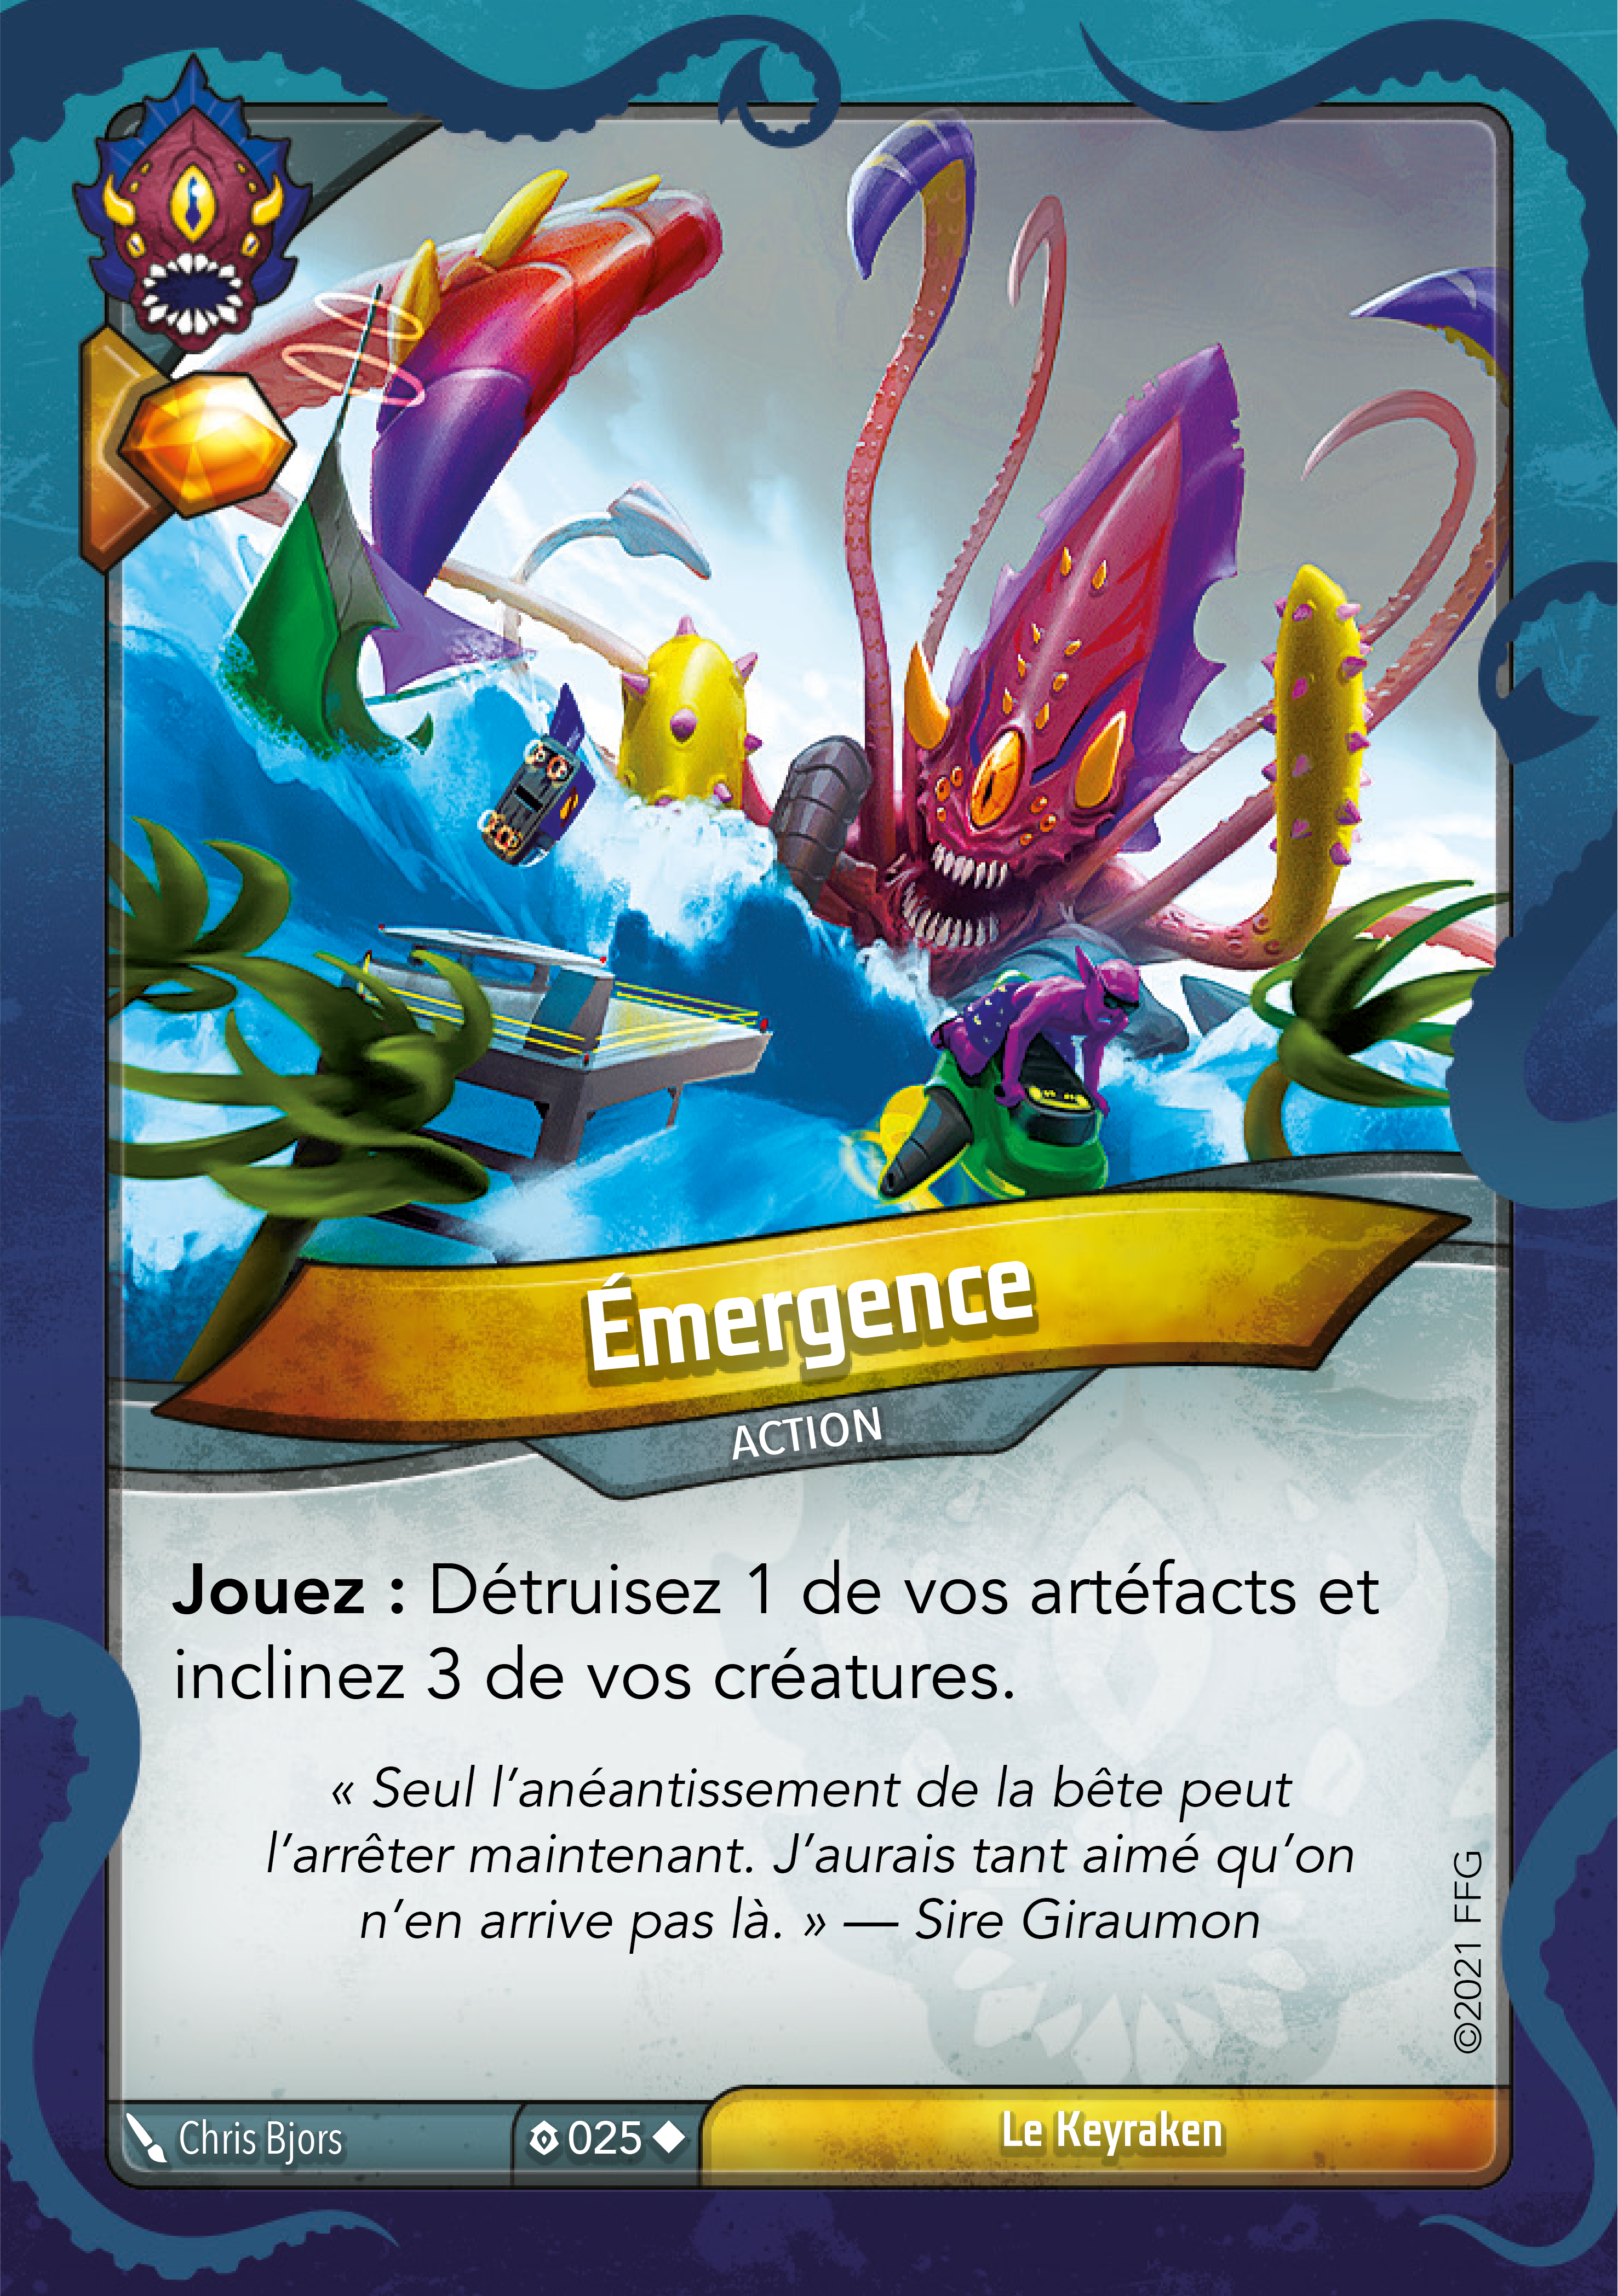 Émergence
ACTION
Jouez : Détruisez 1 de vos artéfacts et
inclinez 3 de vos créatures.
« Seul l’anéantissement de la bête peut
l’arrêter maintenant. J’aurais tant aimé qu’on
n’en arrive pas là. » — Sire Giraumon
©2021 FFG
Chris Bjors
025
Le Keyraken